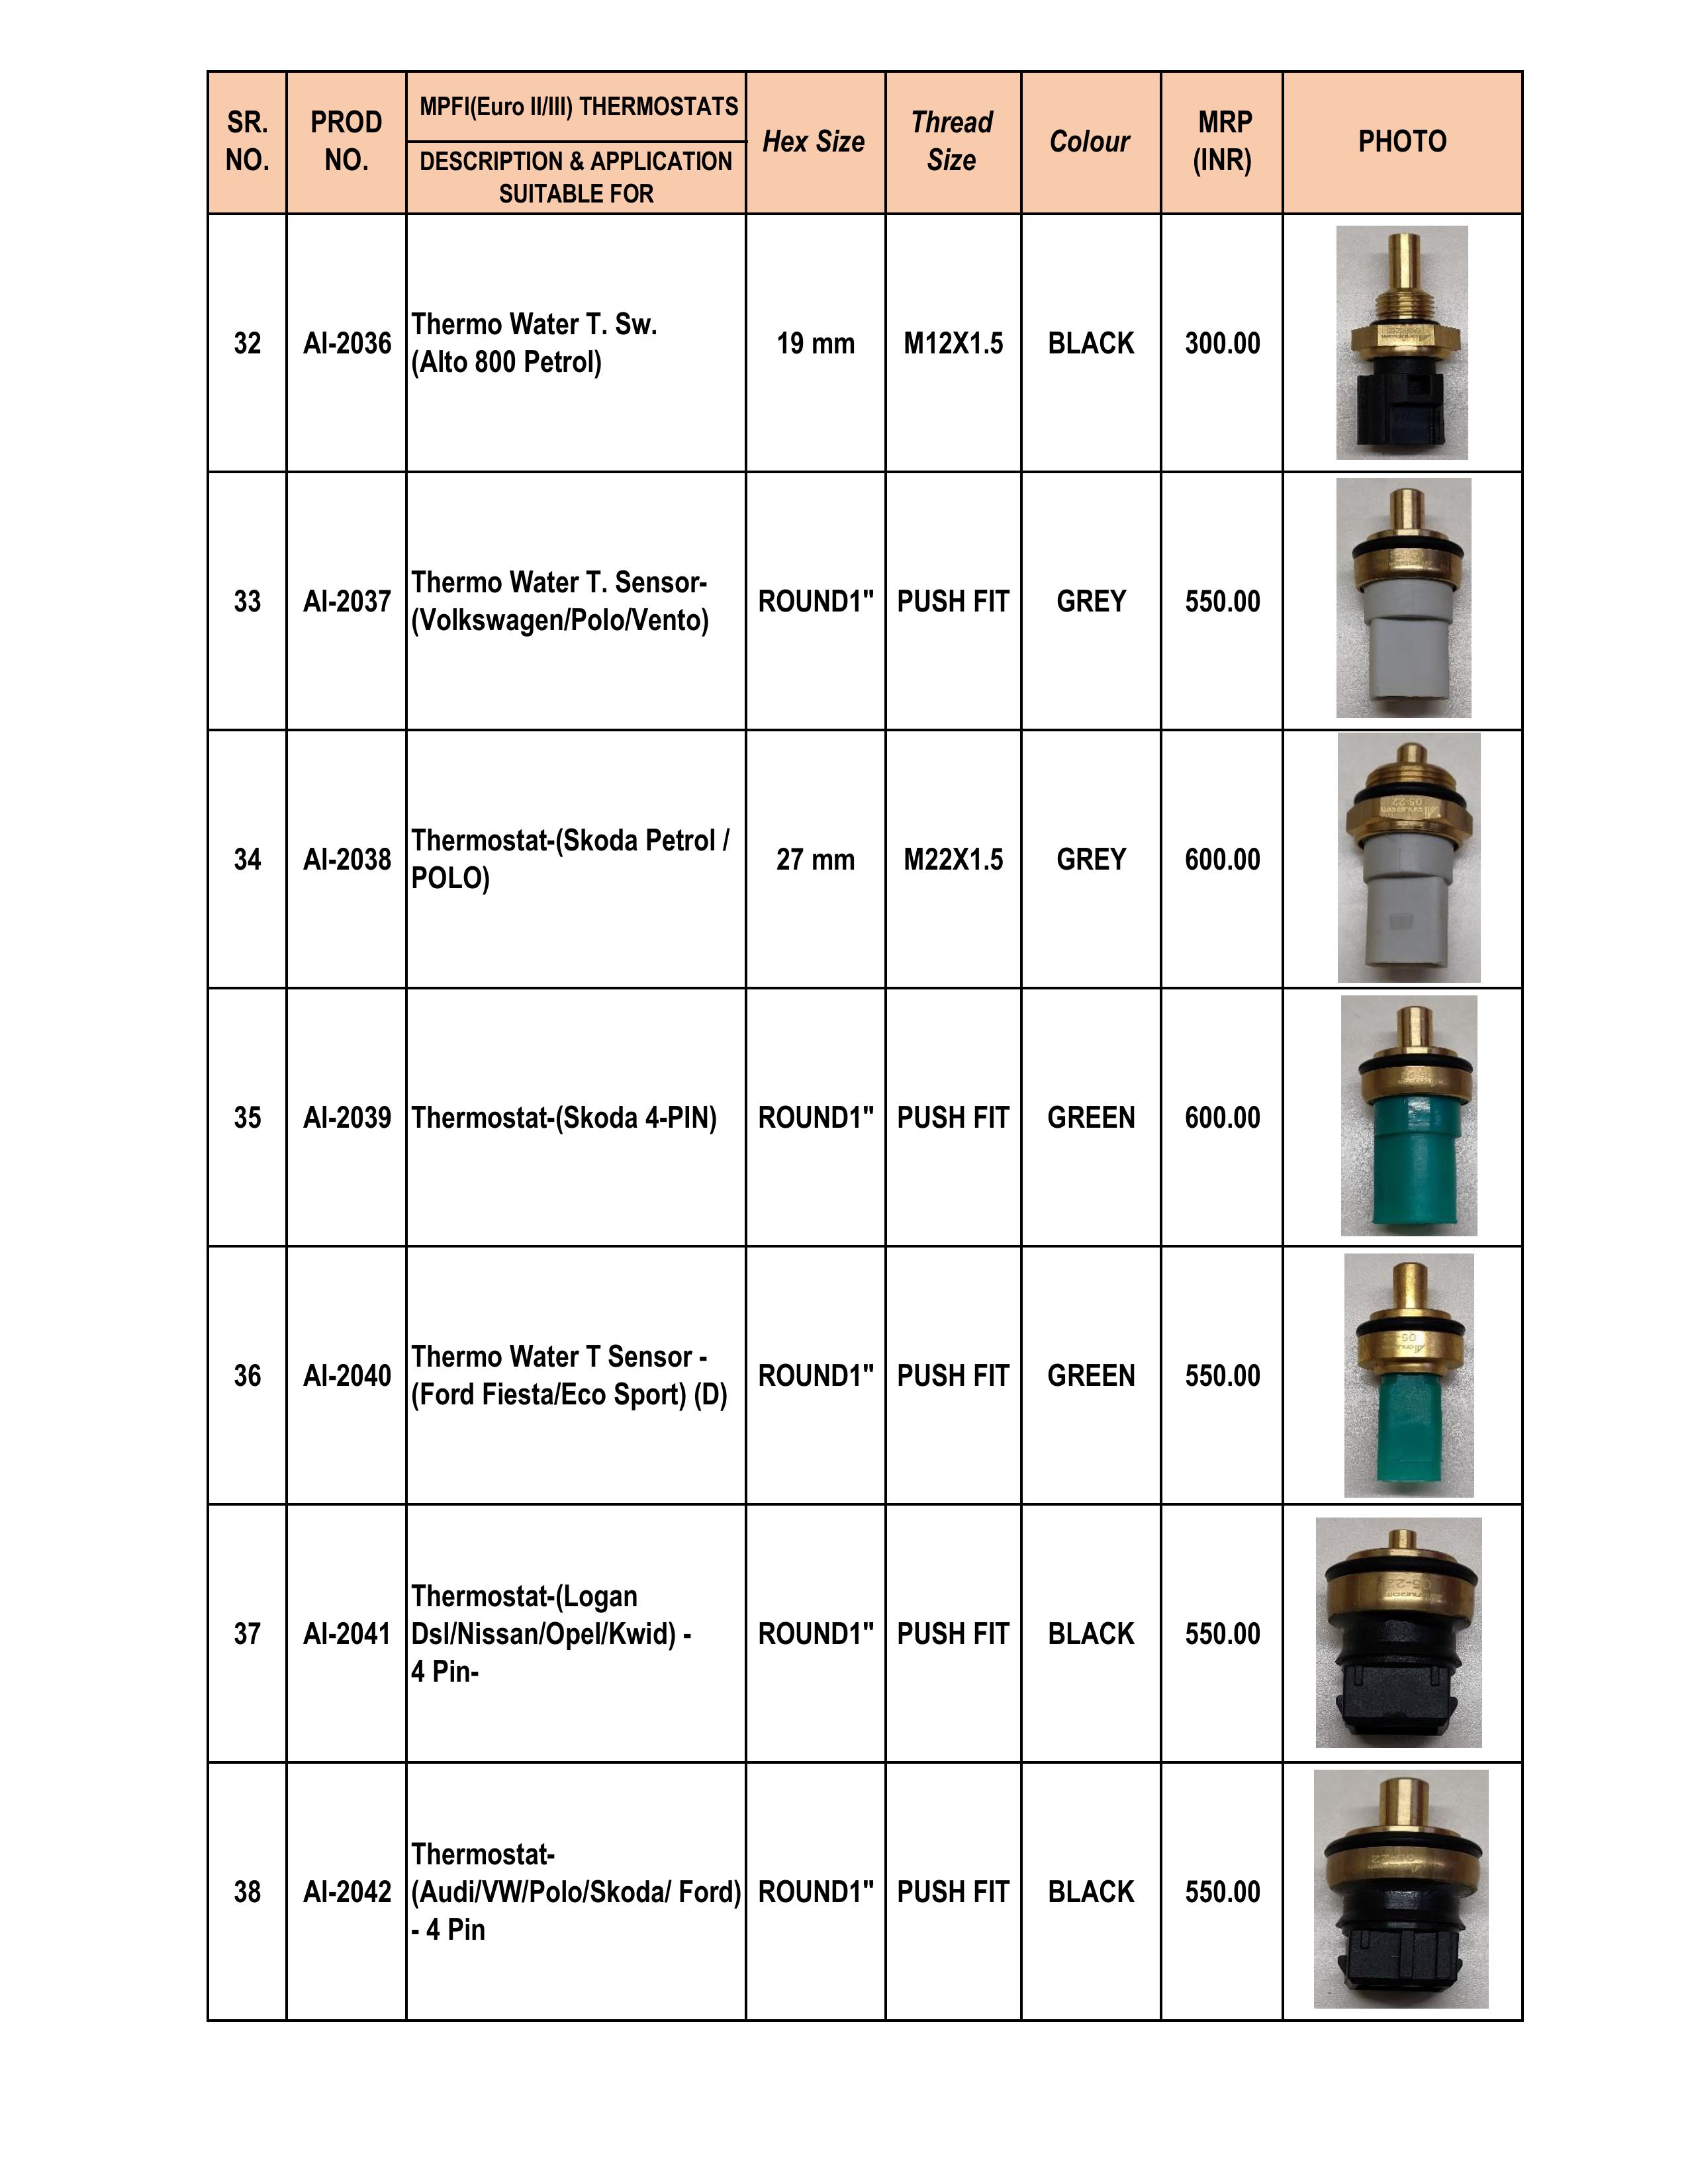 SR. NO.
PROD NO.
MPFI(Euro II/III) THERMOSTATS
DESCRIPTION & APPLICATION
SUITABLE FOR
Hex Size
Thread Size
Colour
MRP (INR)
PHOTO
32
AI-2036
Thermo Water T. Sw.
(Alto 800 Petrol)
19 mm
M12X1.5
BLACK
300.00
33
AI-2037
Thermo Water T. Sensor-
(Volkswagen/Polo/Vento)
ROUND1"
PUSH FIT
GREY
550.00
34
AI-2038
Thermostat-(Skoda Petrol /
POLO)
27 mm
M22X1.5
GREY
600.00
35
AI-2039
Thermostat-(Skoda 4-PIN)
ROUND1"
PUSH FIT
GREEN
600.00
36
AI-2040
Thermo Water T Sensor -
(Ford Fiesta/Eco Sport) (D)
ROUND1"
PUSH FIT
GREEN
550.00
37
AI-2041
Thermostat-(Logan
Dsl/Nissan/Opel/Kwid) -
4 Pin-
ROUND1"
PUSH FIT
BLACK
550.00
38
AI-2042
Thermostat-
(Audi/VW/Polo/Skoda/ Ford)
- 4 Pin
ROUND1"
PUSH FIT
BLACK
550.00